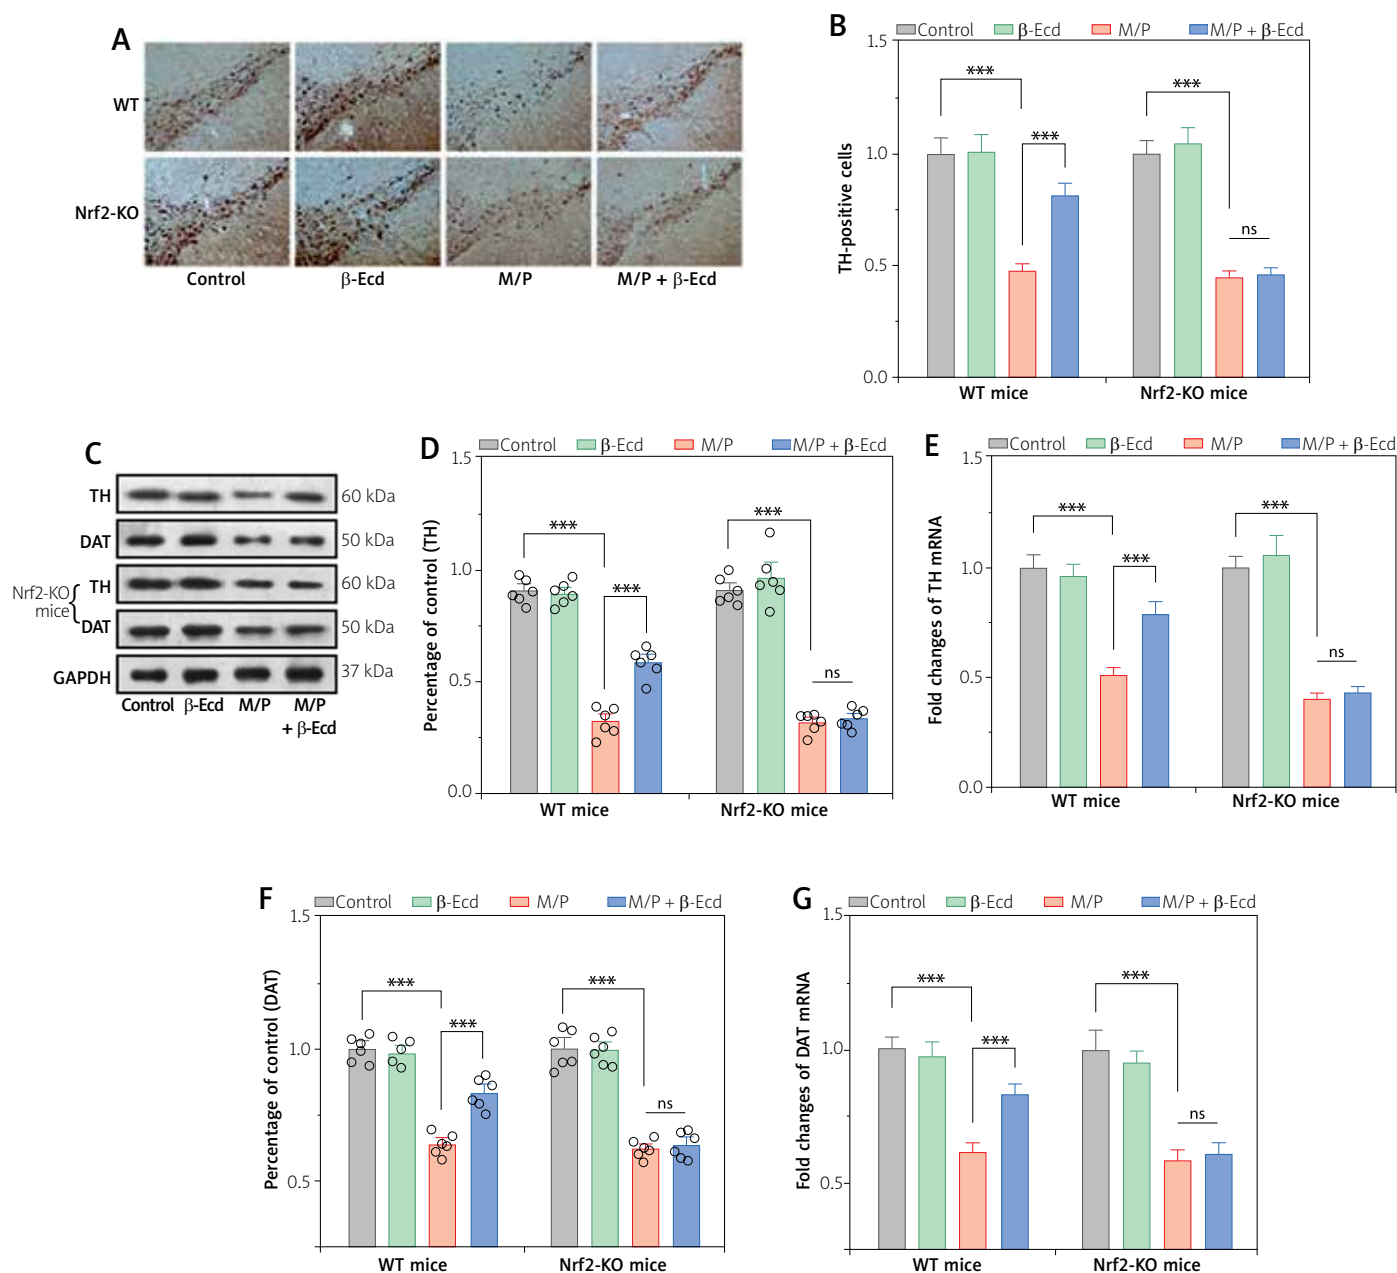 A
WT
Nrf2-KO
Control β-Ecd M/P M/P + β-Ecd
B
Control β-Ecd M/P M/P + β-Ecd
TH-positive cells
1.5
1.0
0.5
0.0
*** *** *** ns
WT mice Nrf2-KO mice
C
TH 60 kDa
DAT 50 kDa
Nrf2-KO mice
TH 60 kDa
DAT 50 kDa
GAPDH 37 kDa
Control β-Ecd M/P M/P
+ β-Ecd
D
Control β-Ecd M/P M/P + β-Ecd
Percentage of control (TH)
1.5
1.0
0.5
0.0
*** *** *** ns
WT mice Nrf2-KO mice
E
Control β-Ecd M/P M/P + β-Ecd
Fold changes of TH mRNA
1.5
1.0
0.5
0.0
*** *** *** ns
WT mice Nrf2-KO mice
F
Control β-Ecd M/P M/P + β-Ecd
Percentage of control (DAT)
1.5
1.0
0.5
*** *** *** ns
WT mice Nrf2-KO mice
G
Control β-Ecd M/P M/P + β-Ecd
Fold changes of DAT mRNA
1.5
1.0
0.5
*** *** *** ns
WT mice Nrf2-KO mice